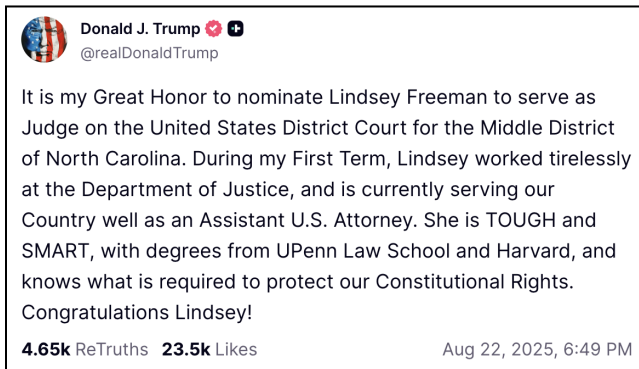 Donald J. Trump
@realDonaldTrump
It is my Great Honor to nominate Lindsey Freeman to serve as
Judge on the United States District Court for the Middle District
of North Carolina. During my First Term, Lindsey worked tirelessly
at the Department of Justice, and is currently serving our
Country well as an Assistant U.S. Attorney. She is TOUGH and
SMART, with degrees from UPenn Law School and Harvard, and
knows what is required to protect our Constitutional Rights.
Congratulations Lindsey!
4.65k ReTruths 23.5k Likes Aug 22, 2025, 6:49 PM